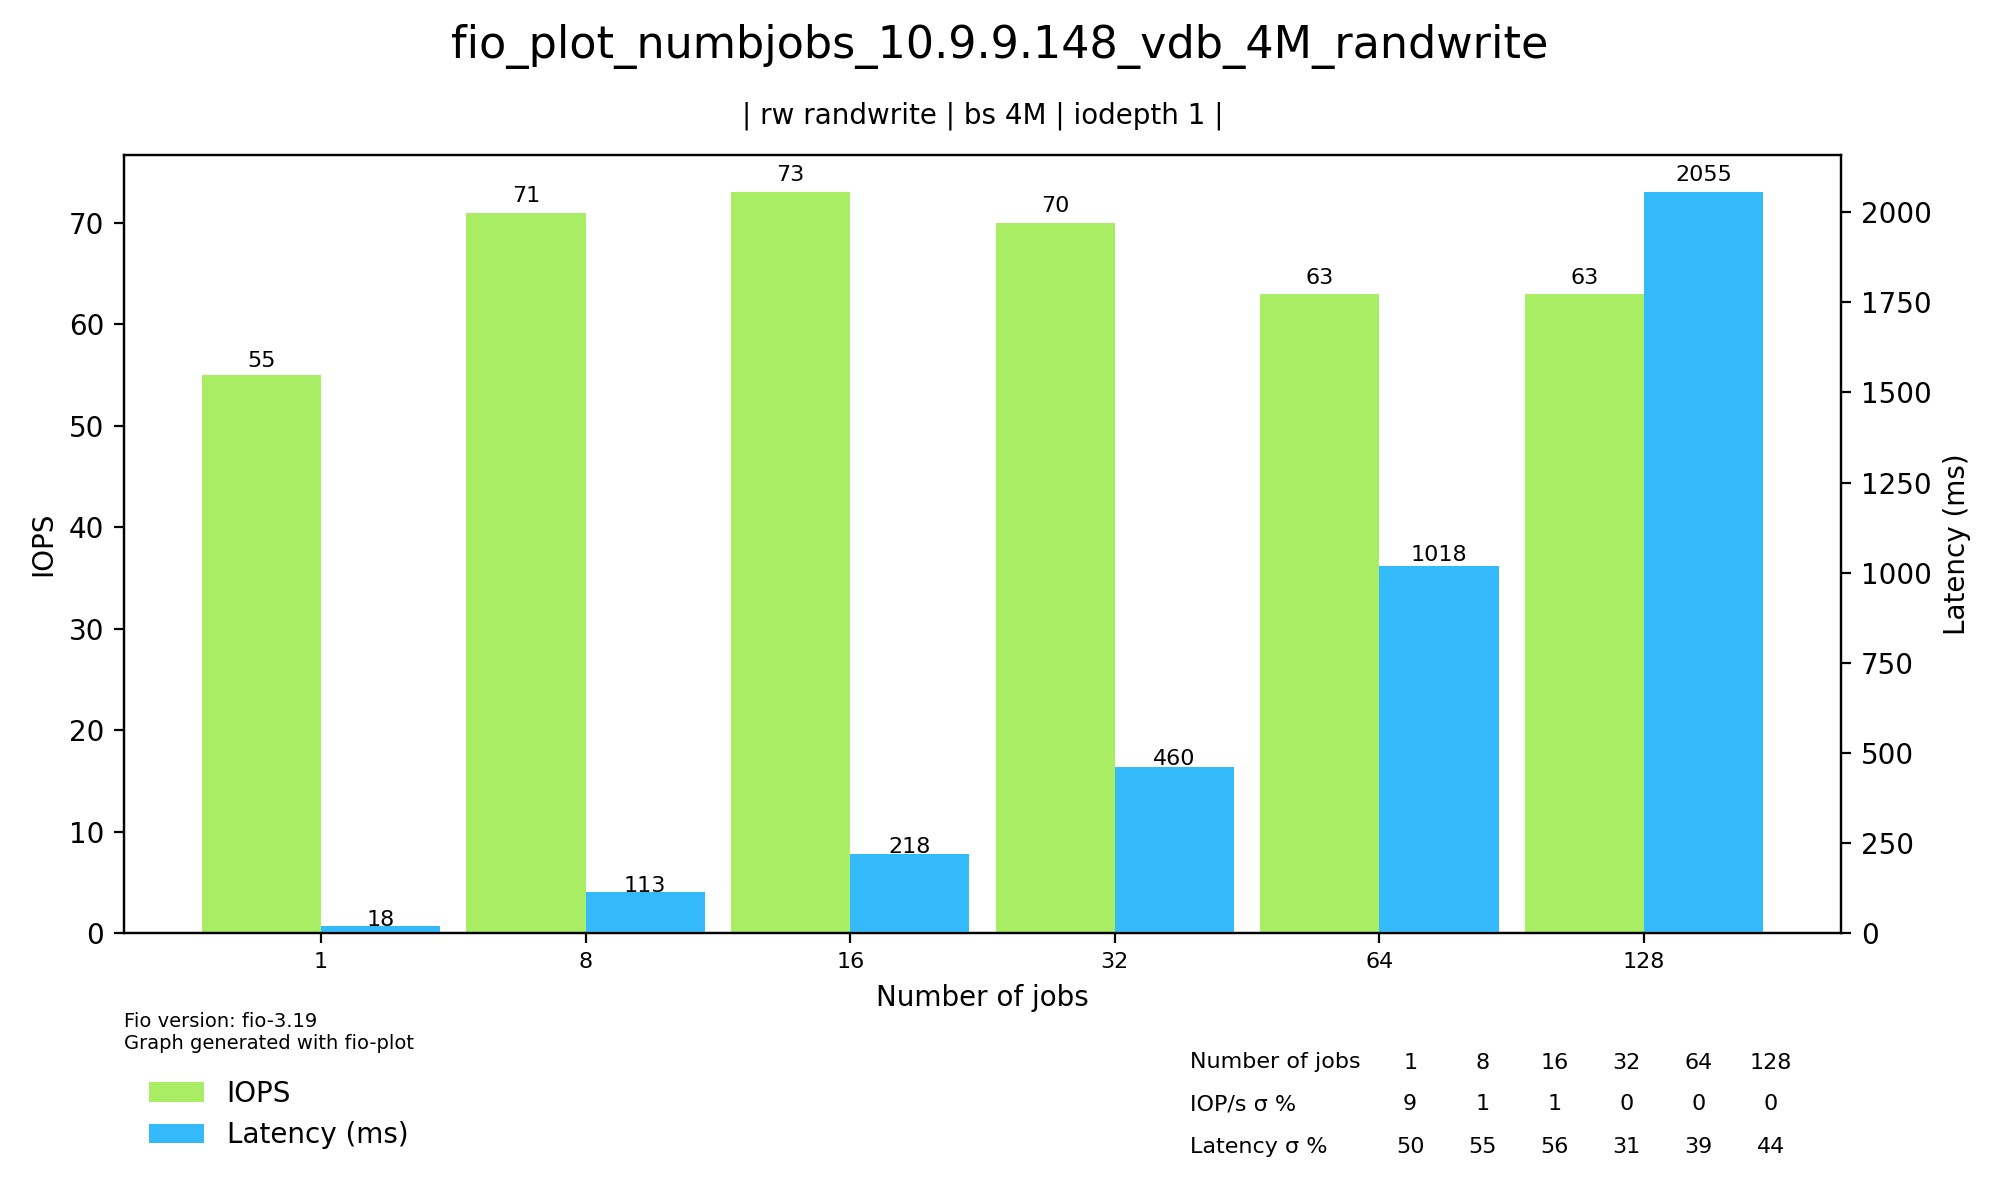 fio_plot_numbjobs_10.9.9.148_vdb_4M_randwrite
| rw randwrite | bs 4M | iodepth 1 |
73 2055
71
70
70 2000
63 63
1750
60
55
1500
50
1250
1018
40 1000
IOPS
Latency (ms)
30
750
20
460
500
10
218
250
113
18
0 0
1 8 16 32 64 128
Number of jobs
Fio version: fio-3.19
Graph generated with fio-plot
IOPS
Latency (ms)
Number of jobs 1 8 16 32 64 128
IOP/s σ % 9 1 1 0 0 0
Latency σ % 50 55 56 31 39 44